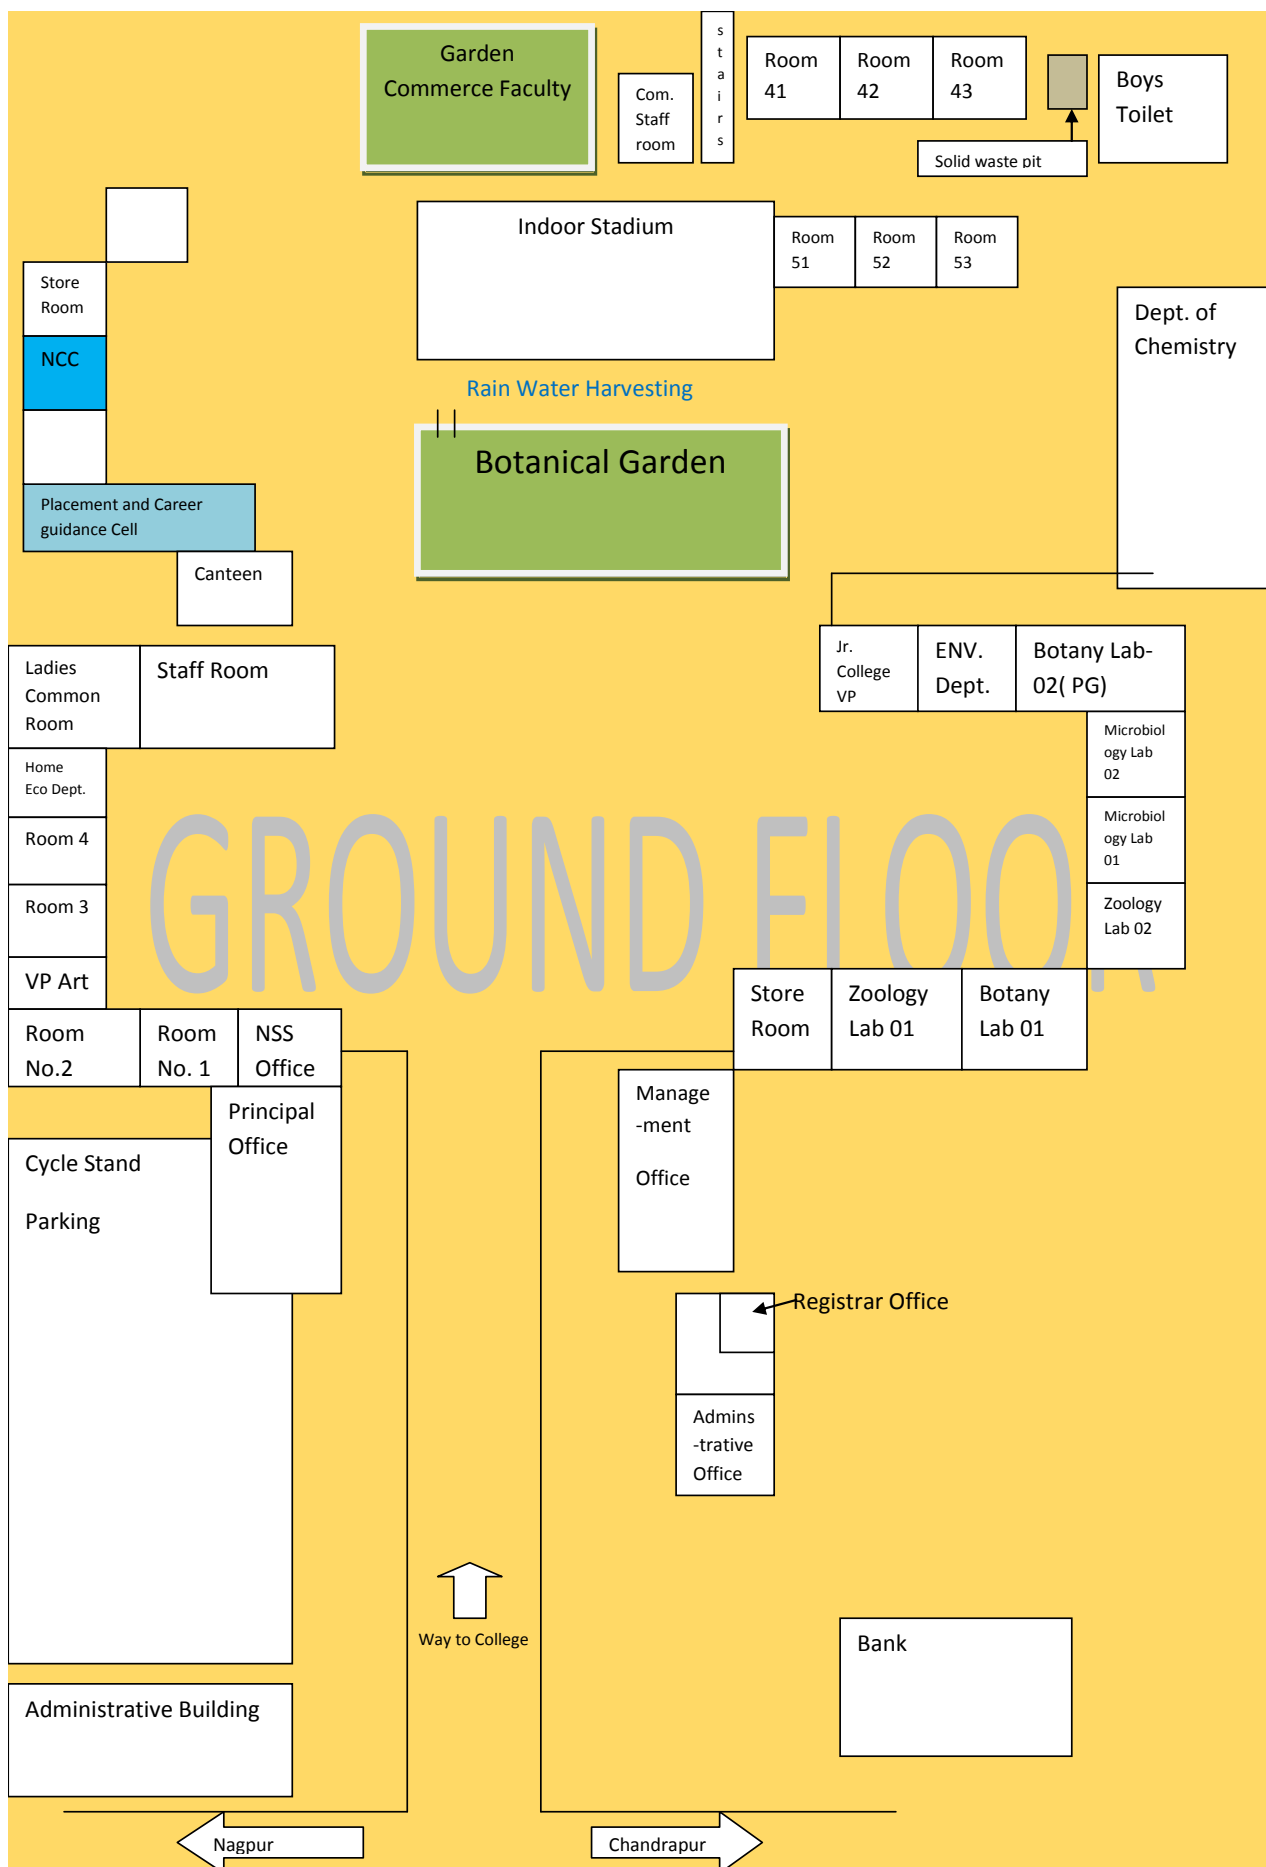 Garden
Commerce Faculty
Com.
Staff
room
s
t
a
i
r
s
Room
41
Room
42
Room
43
Boys
Toilet
Solid waste pit
Indoor Stadium
Room
51
Room
52
Room
53
Store
Room
NCC
Dept. of
Chemistry
Rain Water Harvesting
Botanical Garden
Placement and Career
guidance Cell
Canteen
Ladies
Common
Room
Staff Room
Jr.
College
VP
ENV.
Dept.
Botany Lab-
02( PG)
Microbiol
ogy Lab
02
Home
Eco Dept.
Room 4
Microbiol
ogy Lab
01
GROUND FLOOR
Room 3
Zoology
Lab 02
VP Art
Store
Room
Zoology
Lab 01
Botany
Lab 01
Room
No.2
Room
No. 1
NSS
Office
Principal
Office
Manage
-ment
Office
Cycle Stand
Parking
Registrar Office
Admins
-trative
Office
Way to College
Bank
Administrative Building
Nagpur
Chandrapur